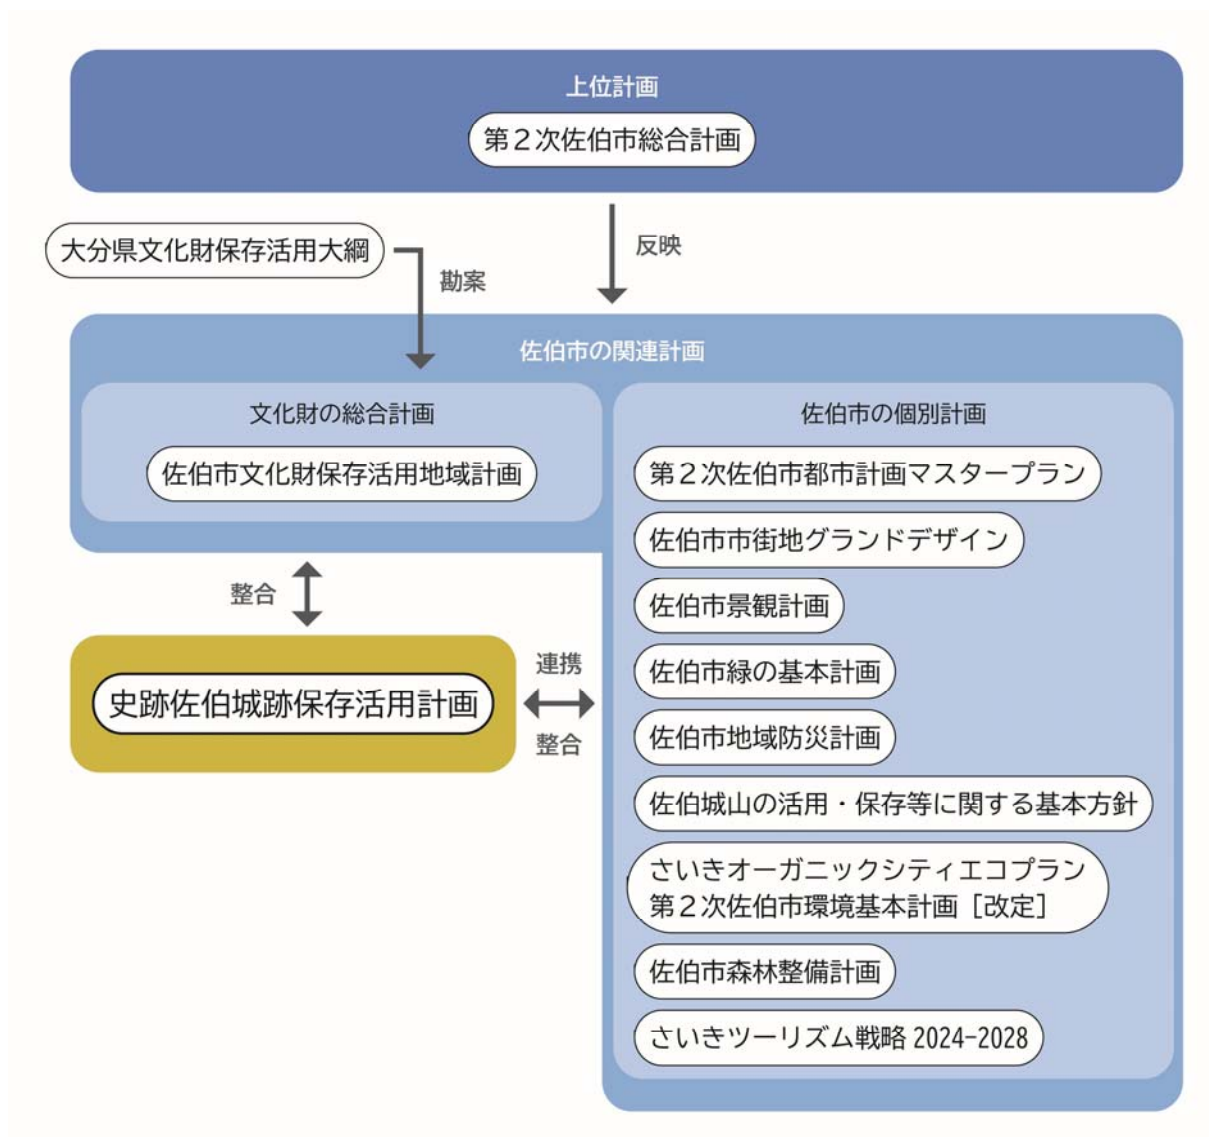 上位計画
第２次佐伯市総合計画
大分県文化財保存活用大綱
反映
勘案
佐伯市の関連計画
文化財の総合計画
佐伯市文化財保存活用地域計画
佐伯市の個別計画
第２次佐伯市都市計画マスタープラン
佐伯市市街地グランドデザイン
佐伯市景観計画
佐伯市緑の基本計画
佐伯市地域防災計画
佐伯城山の活用・保存等に関する基本方針
さいきオーガニックシティエコプラン
第２次佐伯市環境基本計画［改定］
佐伯市森林整備計画
さいきツーリズム戦略 2024-2028
整合
史跡佐伯城跡保存活用計画
連携
整合